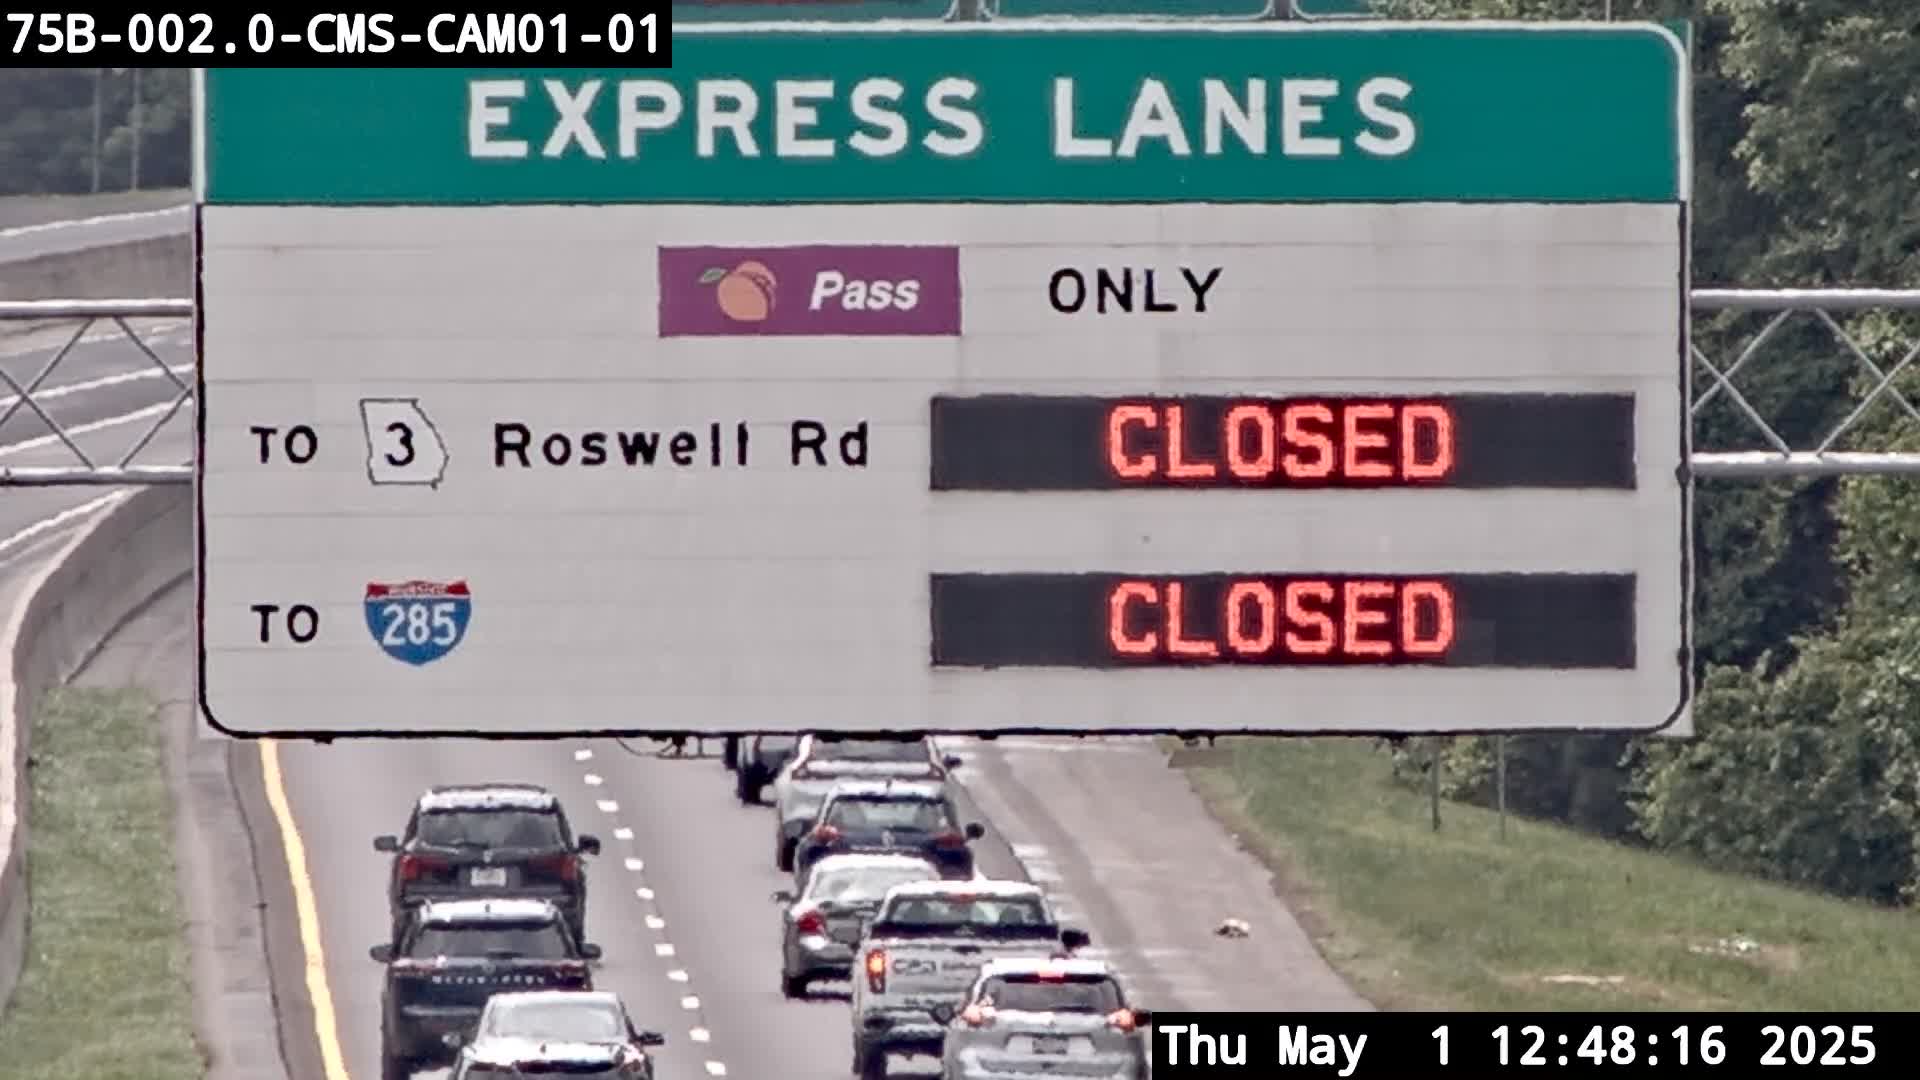 75B-002.0-CMS-CAM01-01
EXPRESS LANES
Pass ONLY
TO 3 Roswell Rd CLOSED
TO INTERSTATE 285 CLOSED
Thu May 1 12:48:16 2025